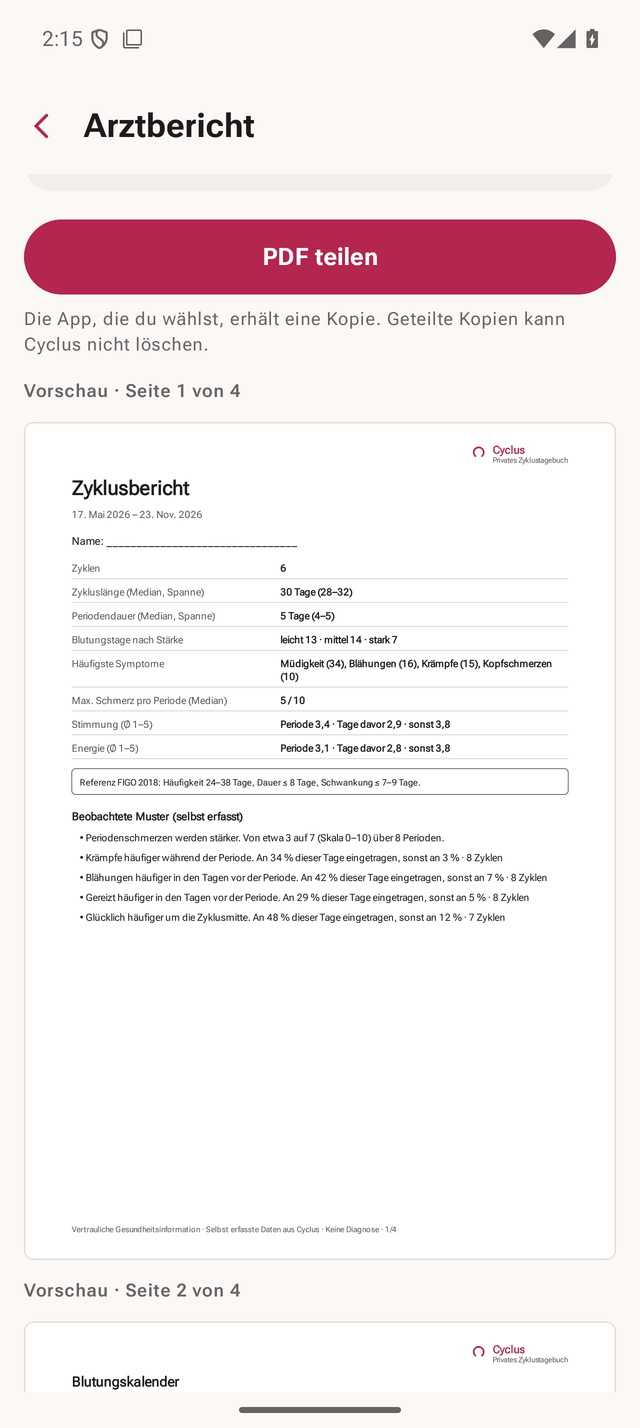 2:15
Arztbericht
PDF teilen
Die App, die du wählst, erhält eine Kopie. Geteilte Kopien kann
Cyclus nicht löschen.
Vorschau · Seite 1 von 4
Cyclus
Privates Zyklustagebuch
Zyklusbericht
17. Mai 2026 – 23. Nov. 2026
Name: ________________________________
Zyklen 6
Zykluslänge (Median, Spanne) 30 Tage (28–32)
Periodendauer (Median, Spanne) 5 Tage (4–5)
Blutungstage nach Stärke leicht 13 · mittel 14 · stark 7
Häufigste Symptome Müdigkeit (34), Blähungen (16), Krämpfe (15), Kopfschmerzen
(10)
Max. Schmerz pro Periode (Median) 5 / 10
Stimmung (Ø 1–5) Periode 3,4 · Tage davor 2,9 · sonst 3,8
Energie (Ø 1–5) Periode 3,1 · Tage davor 2,8 · sonst 3,8
Referenz FIGO 2018: Häufigkeit 24–38 Tage, Dauer ≤ 8 Tage, Schwankung ≤ 7–9 Tage.
Beobachtete Muster (selbst erfasst)
• Periodenschmerzen werden stärker. Von etwa 3 auf 7 (Skala 0–10) über 8 Perioden.
• Krämpfe häufiger während der Periode. An 34 % dieser Tage eingetragen, sonst an 3 % · 8 Zyklen
• Blähungen häufiger in den Tagen vor der Periode. An 42 % dieser Tage eingetragen, sonst an 7 % · 8 Zyklen
• Gereizt häufiger in den Tagen vor der Periode. An 29 % dieser Tage eingetragen, sonst an 5 % · 8 Zyklen
• Glücklich häufiger um die Zyklusmitte. An 48 % dieser Tage eingetragen, sonst an 12 % · 7 Zyklen
Vertrauliche Gesundheitsinformation · Selbst erfasste Daten aus Cyclus · Keine Diagnose · 1/4
Vorschau · Seite 2 von 4
Cyclus
Privates Zyklustagebuch
Blutungskalender